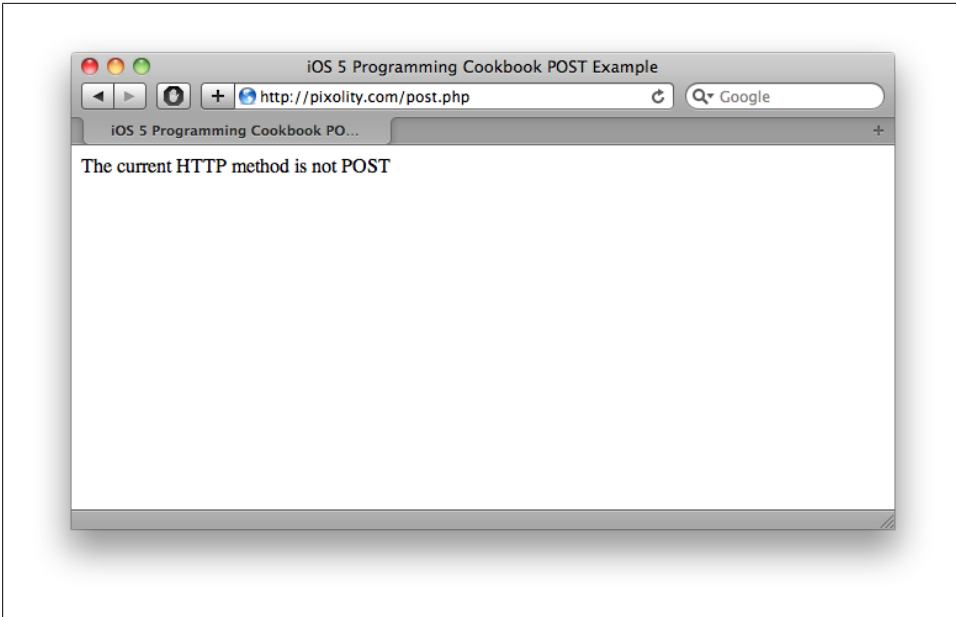 iOS 5 Programming Cookbook POST Example
+ http://pixolity.com/post.php Google
iOS 5 Programming Cookbook PO... +
The current HTTP method is not POST